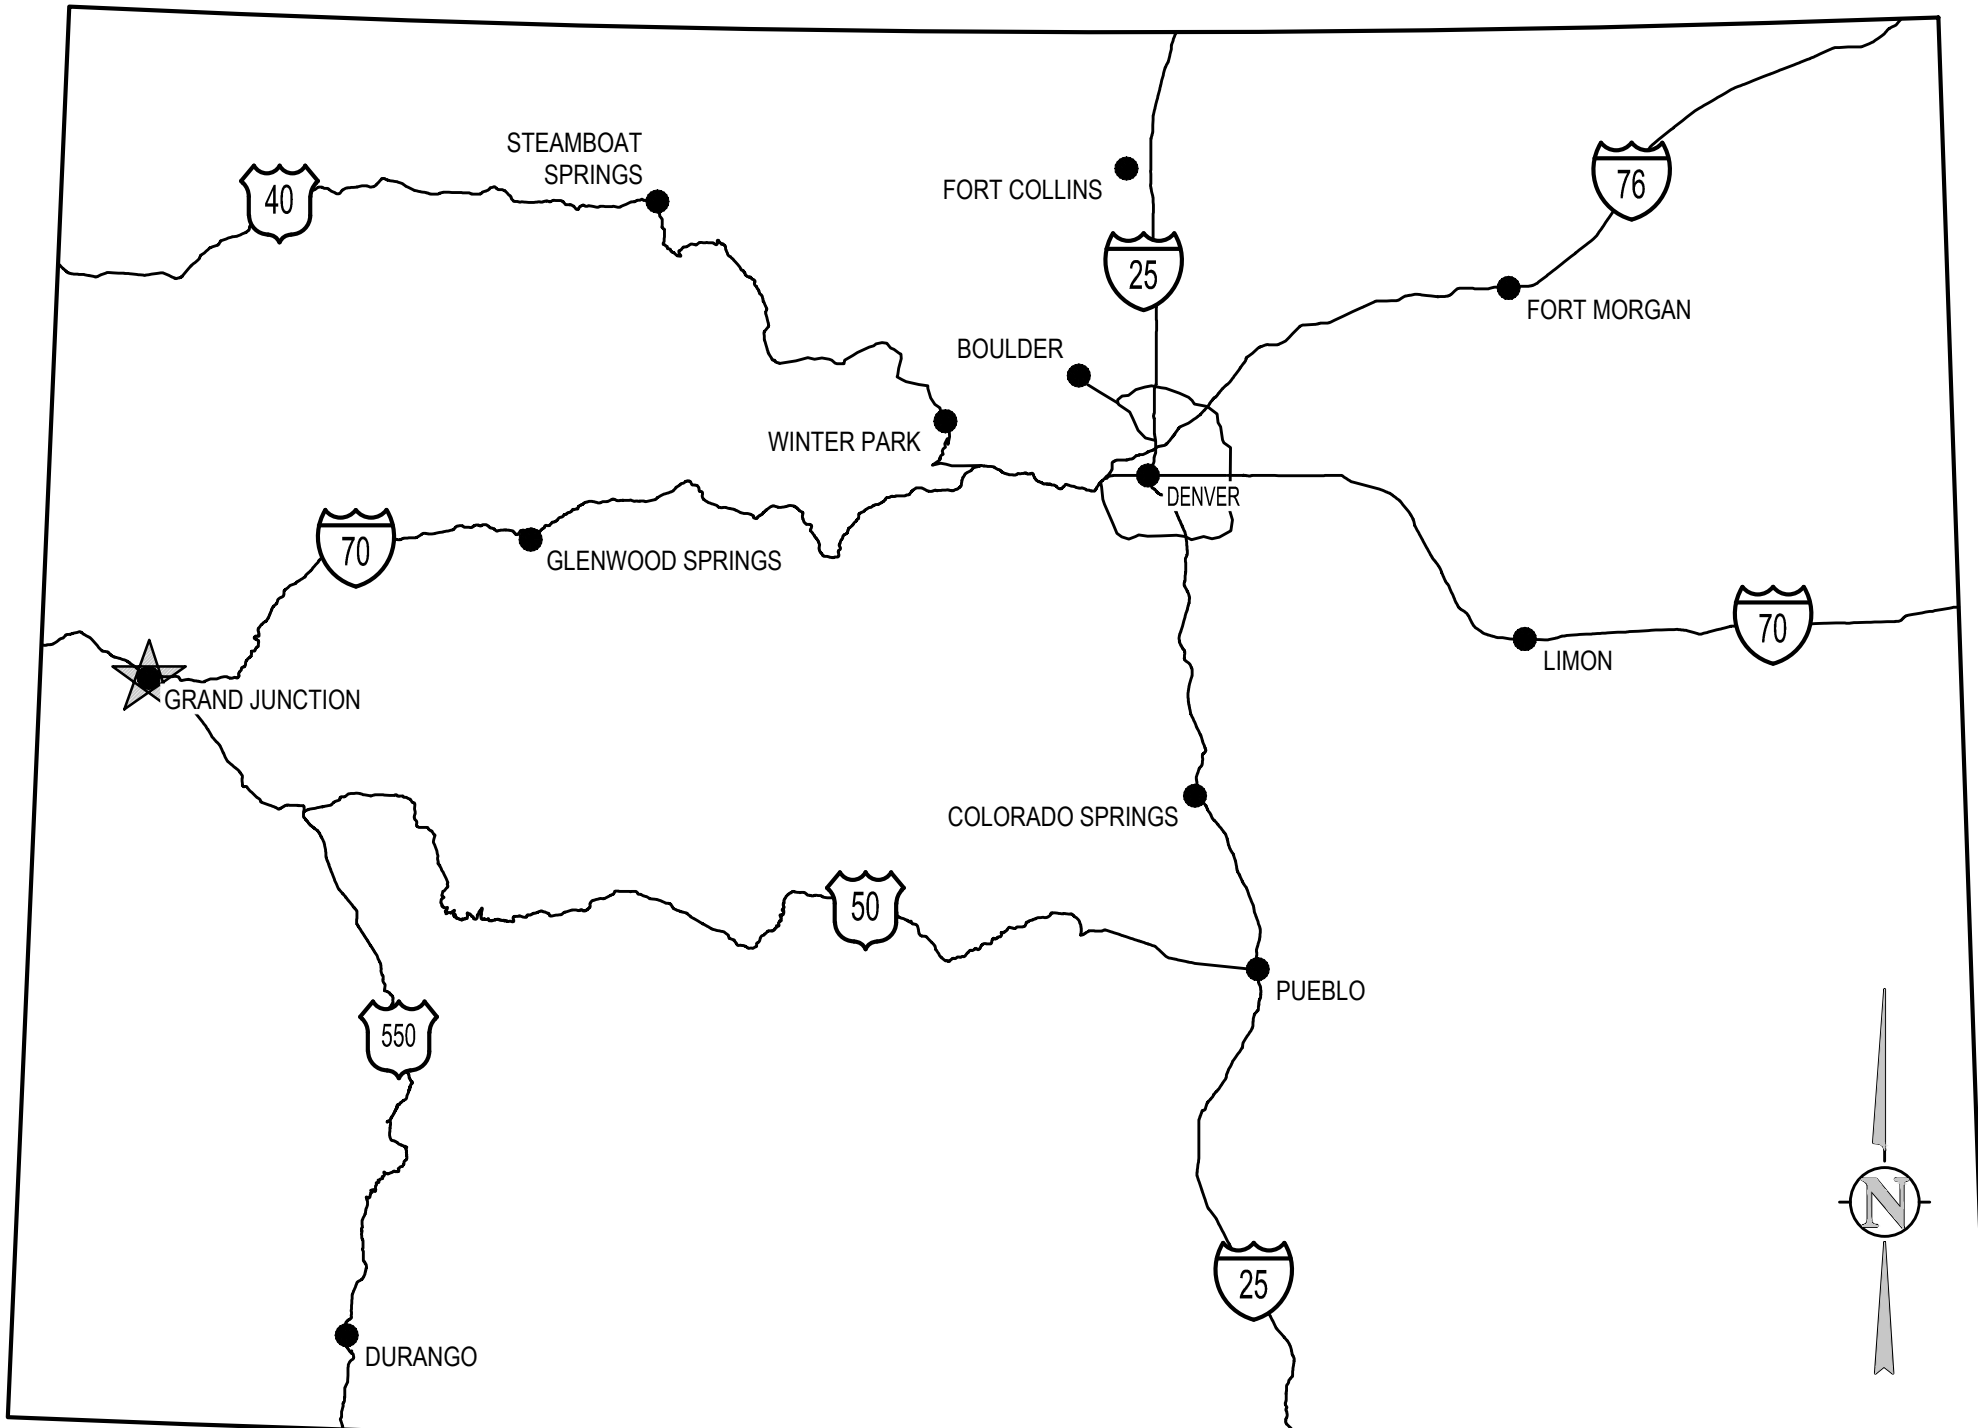 STEAMBOAT
SPRINGS
40
FORT COLLINS
76
25
FORT MORGAN
BOULDER
WINTER PARK
DENVER
70
GLENWOOD SPRINGS
70
LIMON
GRAND JUNCTION
COLORADO SPRINGS
50
PUEBLO
550
N
25
DURANGO